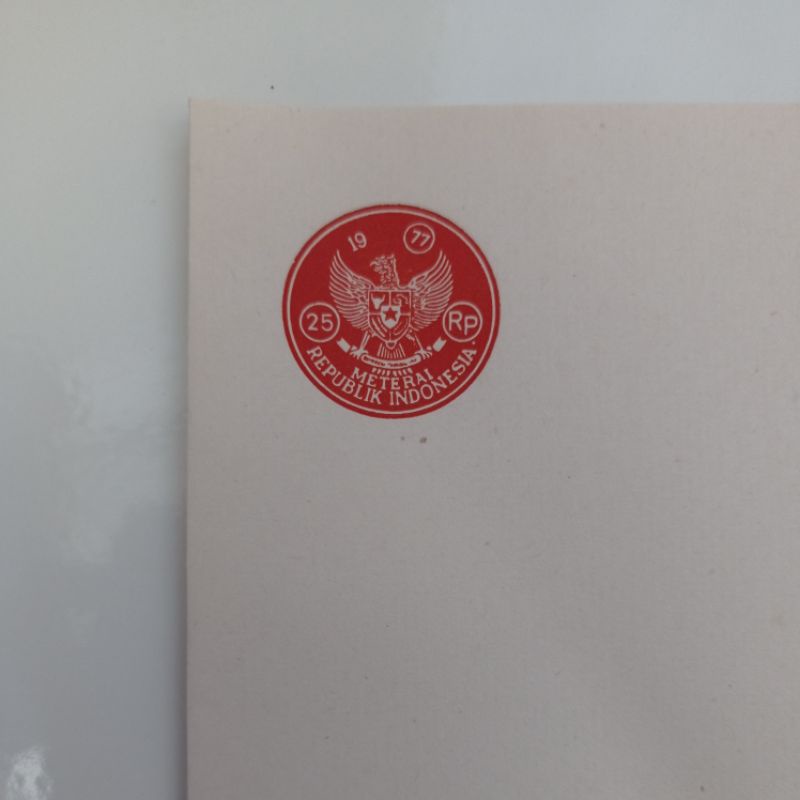 19 77
25 RP
METERAI
REPUBLIK INDONESIA